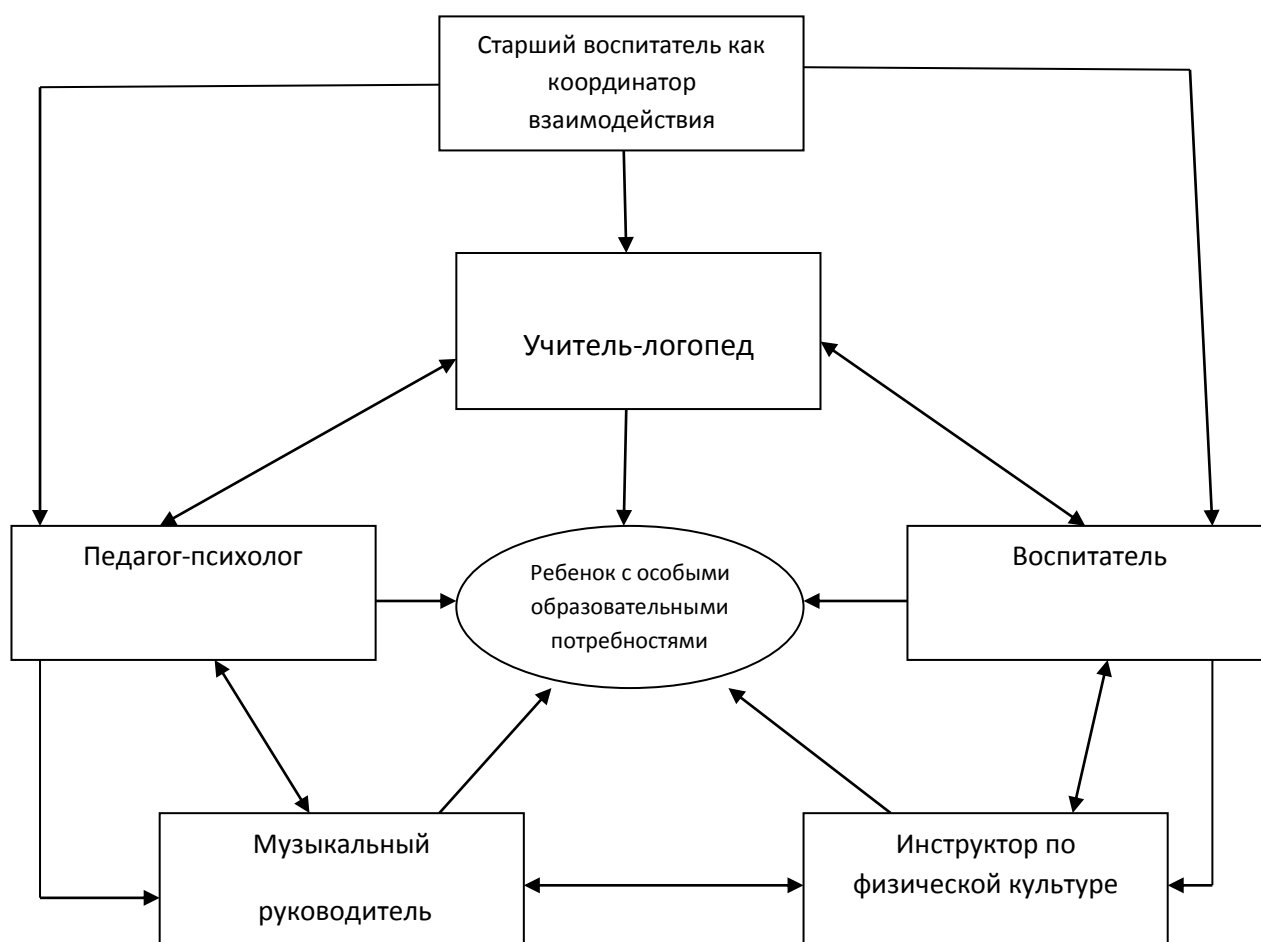 Старший воспитатель как
координатор
взаимодействия
Учитель-логопед
Педагог-психолог
Ребенок с особыми
образовательными
потребностями
Воспитатель
Музыкальный
руководитель
Инструктор по
физической культуре